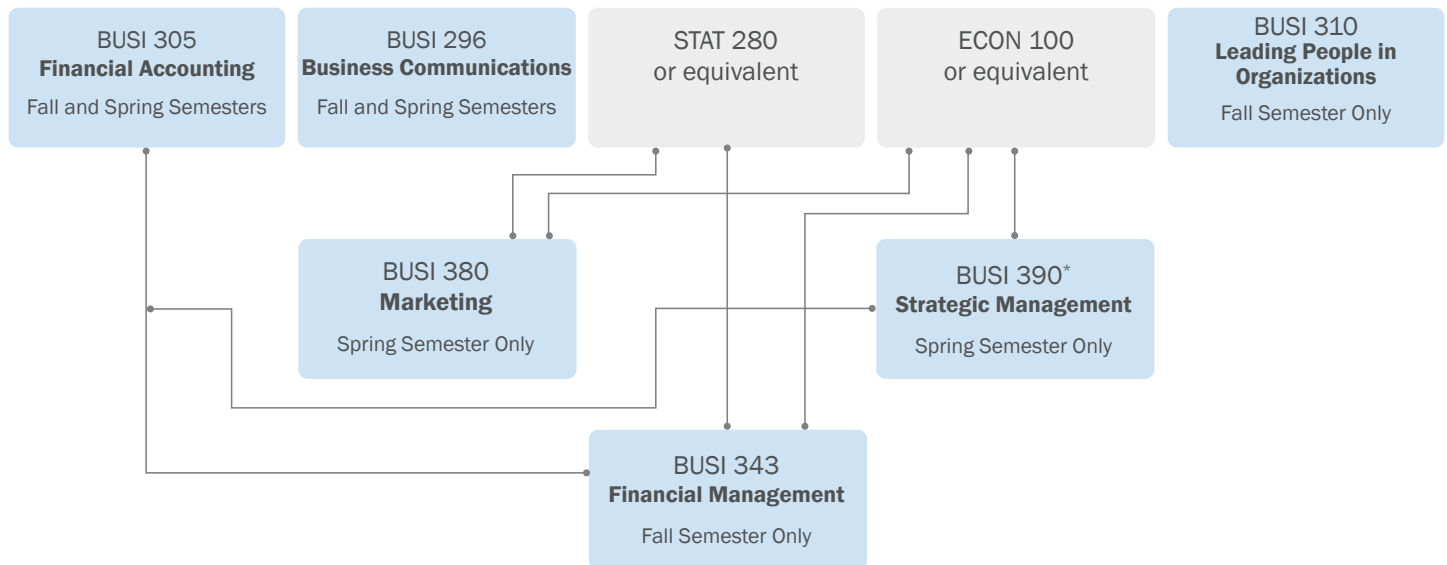 BUSI 305
Financial Accounting
Fall and Spring Semesters
BUSI 296
Business Communications
Fall and Spring Semesters
STAT 280
or equivalent
ECON 100
or equivalent
BUSI 310
Leading People in
Organizations
Fall Semester Only
BUSI 380
Marketing
Spring Semester Only
BUSI 390*
Strategic Management
Spring Semester Only
BUSI 343
Financial Management
Fall Semester Only